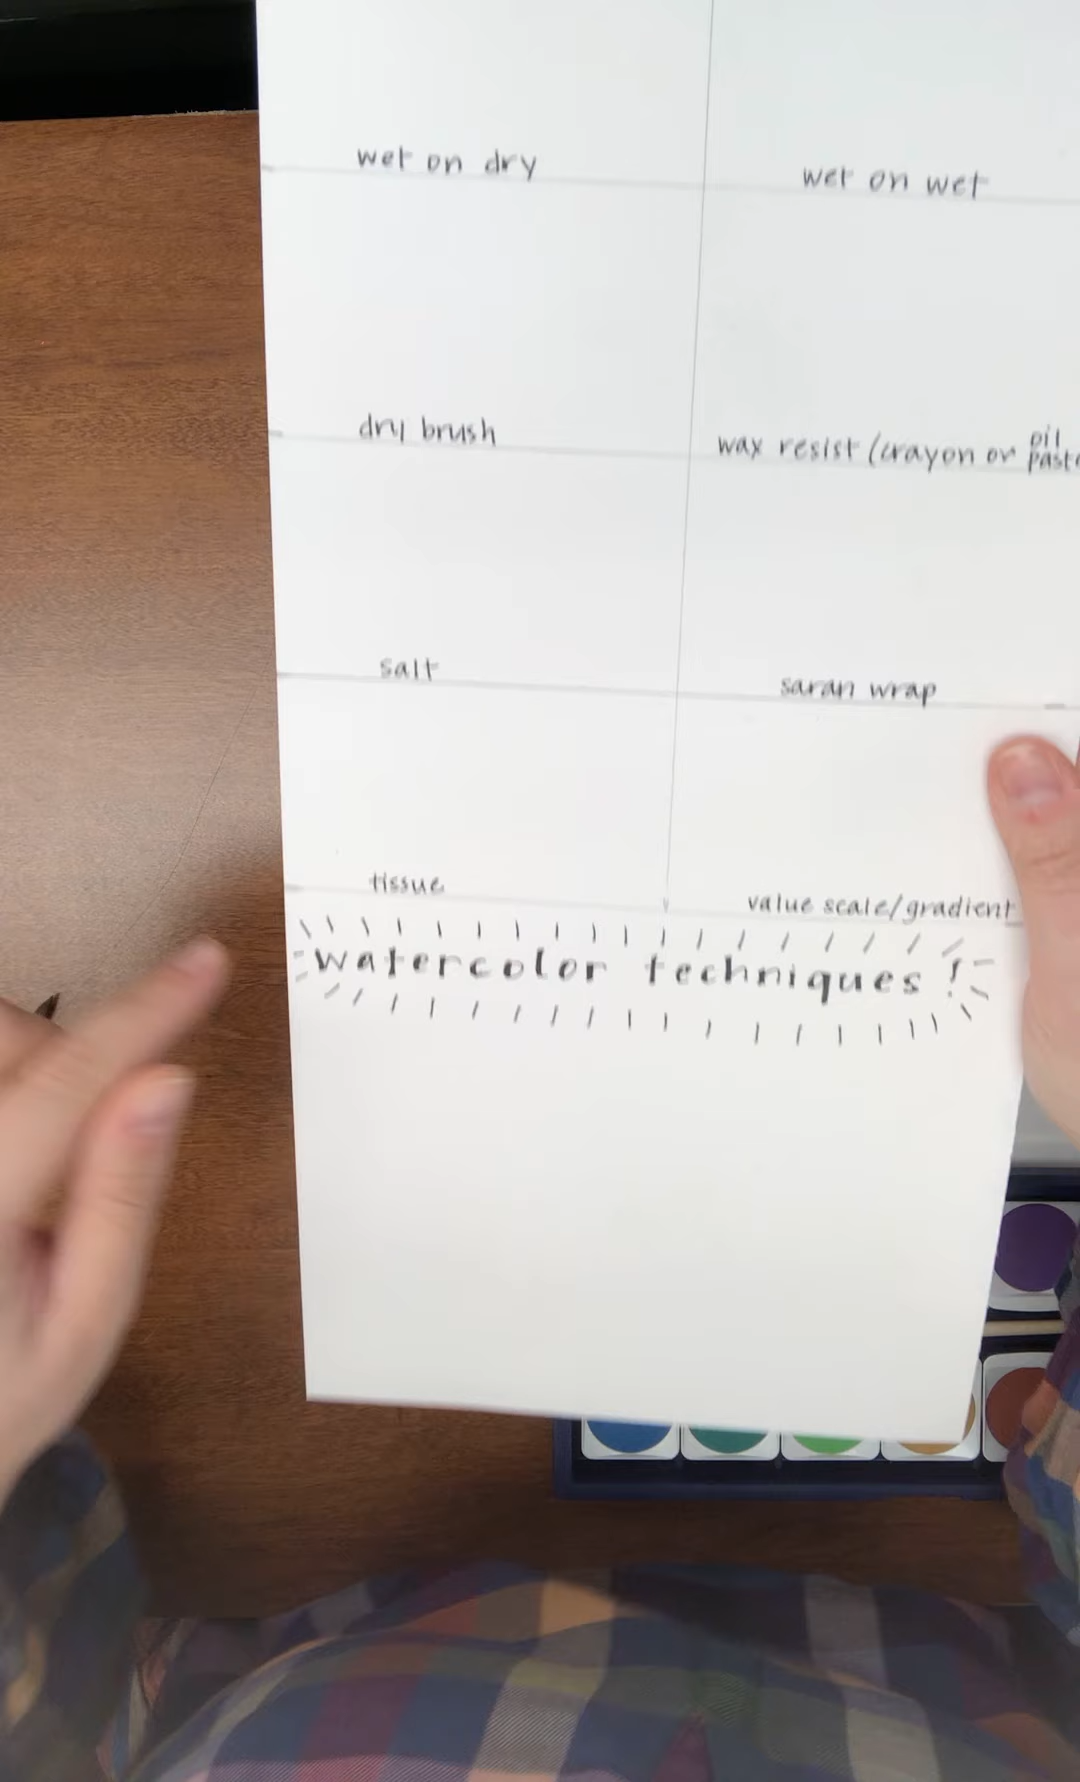 wet on dry
wet on wet
dry brush
wax resist (crayon or oil
salt
saran wrap
tissue
value scale/gradient
watercolor techniques!